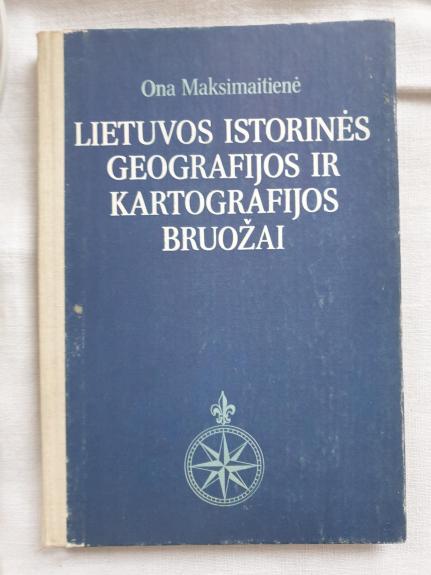 Ona Maksimaitienė
LIETUVOS ISTORINĖS
GEOGRAFIJOS IR
KARTOGRAFIJOS
BRUOŽAI